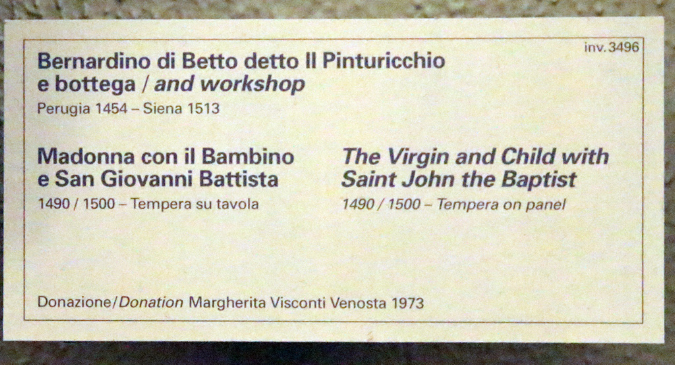 inv.3496
Bernardino di Betto detto Il Pinturicchio
e bottega / and workshop
Perugia 1454 – Siena 1513
Madonna con il Bambino
e San Giovanni Battista
1490 / 1500 – Tempera su tavola
The Virgin and Child with
Saint John the Baptist
1490 / 1500 – Tempera on panel
Donazione/Donation Margherita Visconti Venosta 1973